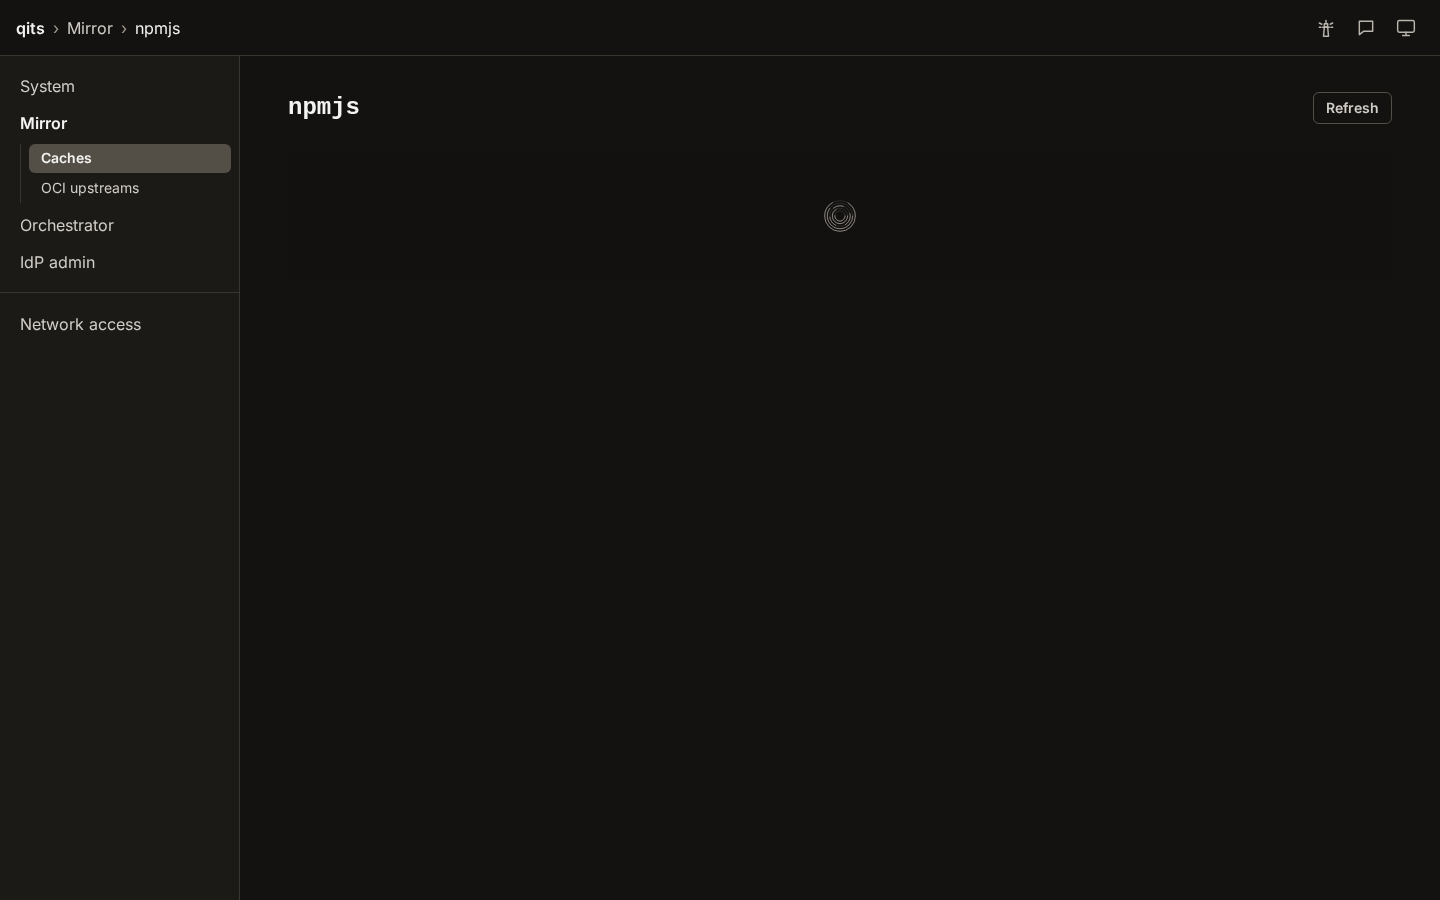 qits › Mirror › npmjs
System
Mirror
Caches
OCI upstreams
Orchestrator
IdP admin
Network access
npmjs
Refresh